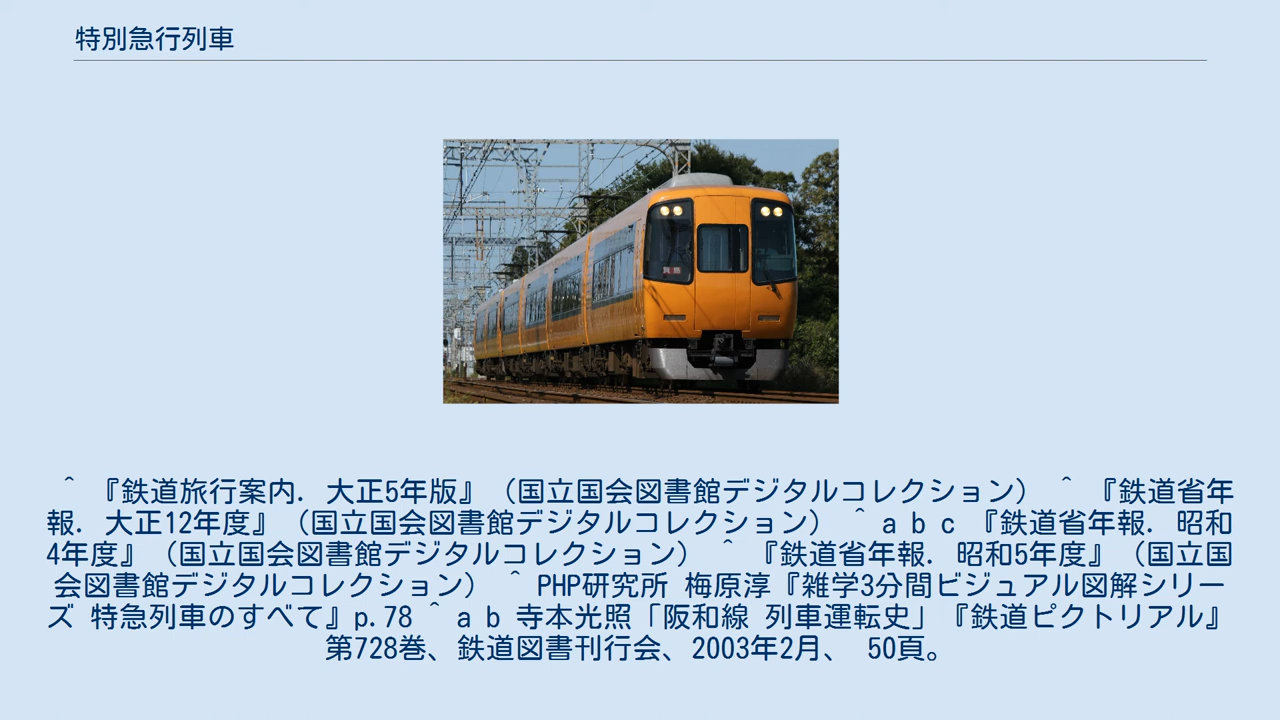 特別急行列車
^ 『鉄道旅行案内. 大正5年版』（国立国会図書館デジタルコレクション） ^ 『鉄道省年
報. 大正12年度』（国立国会図書館デジタルコレクション） ^ a b c 『鉄道省年報. 昭和
4年度』（国立国会図書館デジタルコレクション） ^ 『鉄道省年報. 昭和5年度』（国立国
会図書館デジタルコレクション） ^ PHP研究所 梅原淳『雑学3分間ビジュアル図解シリー
ズ 特急列車のすべて』p.78 ^ a b 寺本光照「阪和線 列車運転史」『鉄道ピクトリアル』
第728巻、鉄道図書刊行会、2003年2月、 50頁。